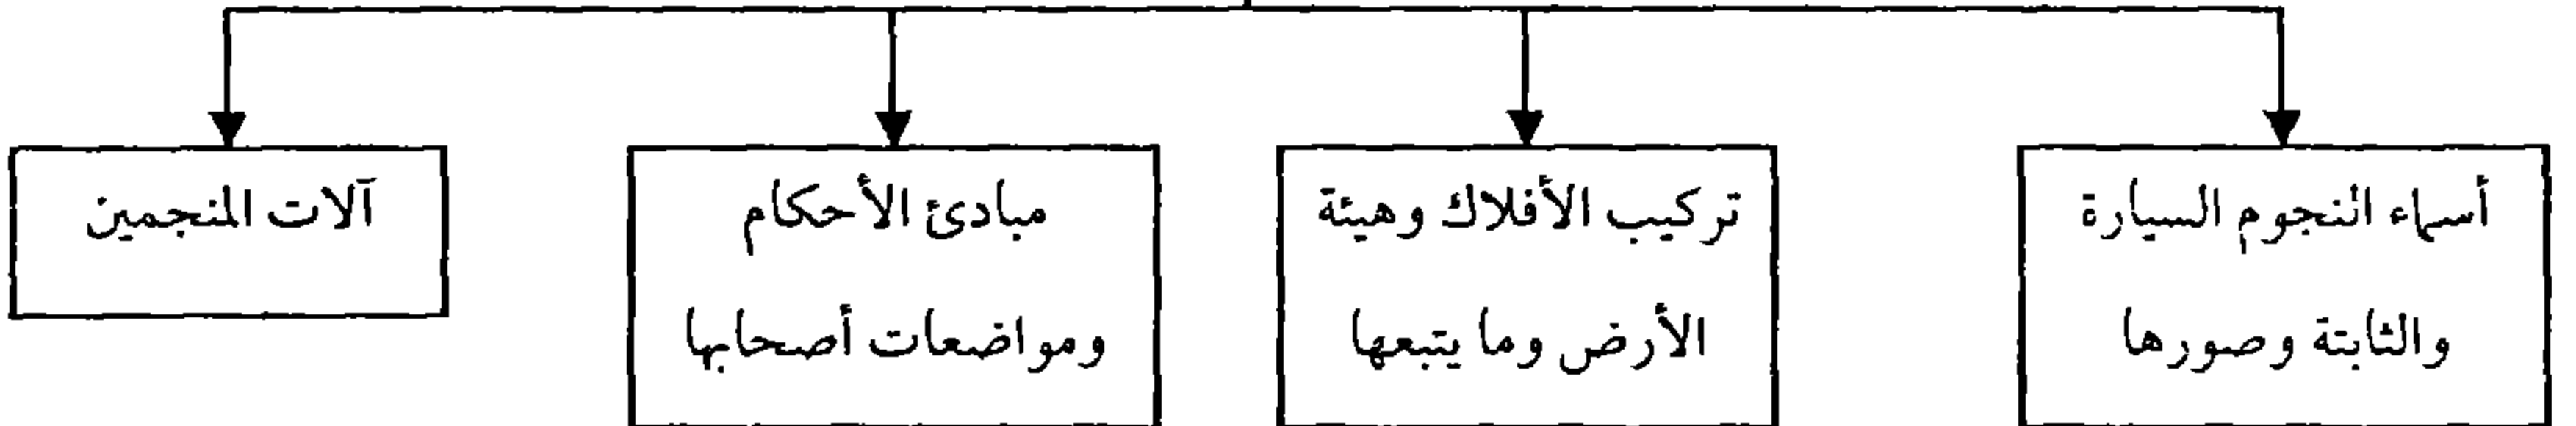 أسماء النجوم السيارة
والثابتة وصورها
تركيب الأفلاك وهيئة
الأرض وما يتبعها
مبادئ الأحكام
ومواضعات أصحابها
آلات المنجمين